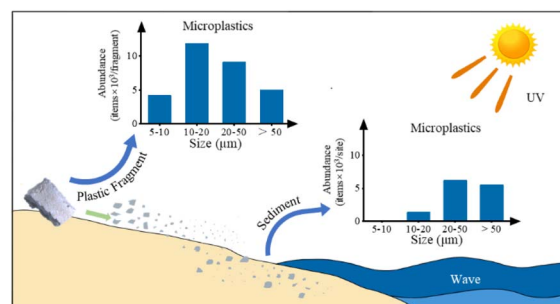 Microplastics
Abundance
(items×10³/fragment)
10
5
0
5-10 10-20 20-50 > 50
Size (μm)
UV
Plastic Fragment
Microplastics
Abundance
(items×10³/site)
10
5
0
5-10 10-20 20-50 > 50
Size (μm)
Sediment
Wave